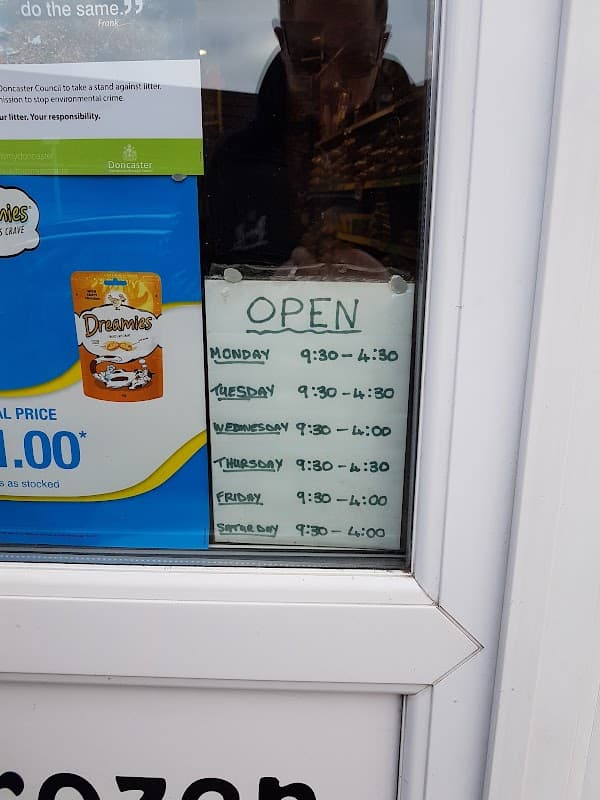 do the same.”
Frank
Doncaster Council to take a stand against litter.
mission to stop environmental crime.
ur litter. Your responsibility.
Doncaster
mies
S CRAVE
Dreamies
AL PRICE
1.00*
s as stocked
OPEN
MONDAY 9:30 - 4:30
TUESDAY 9:30 - 4:30
WEDNESDAY 9:30 - 4:00
THURSDAY 9:30 - 4:30
FRIDAY 9:30 - 4:00
SATURDAY 9:30 - 4:00
rozen